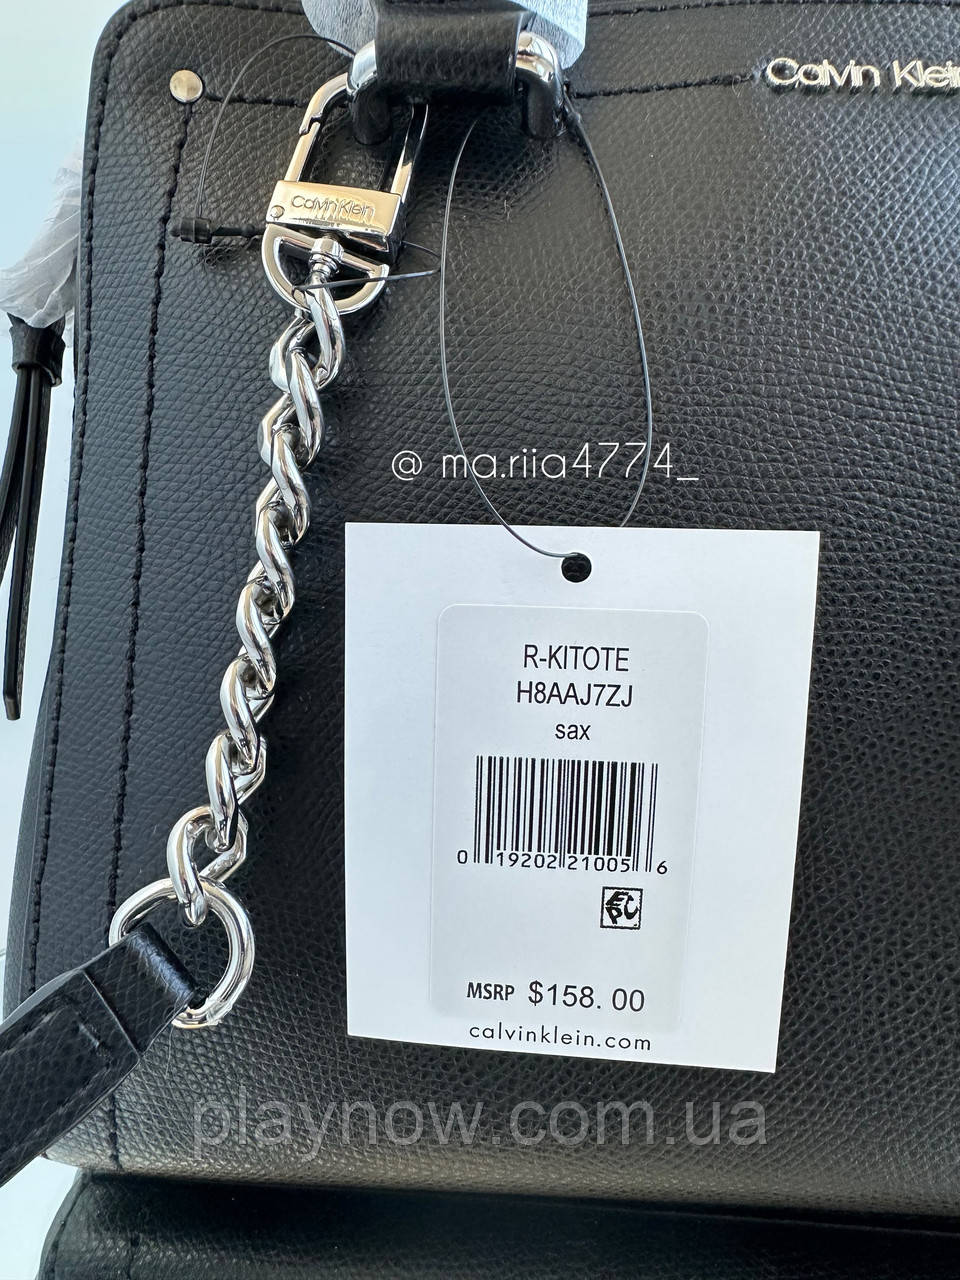 Calvin Klein
Calvin Klein
@ ma.riia4774_
R-KITOTE
H8AAJ7ZJ
sax
0 19202 21005 6
EPC
MSRP $158.00
calvinklein.com
playnow.com.ua